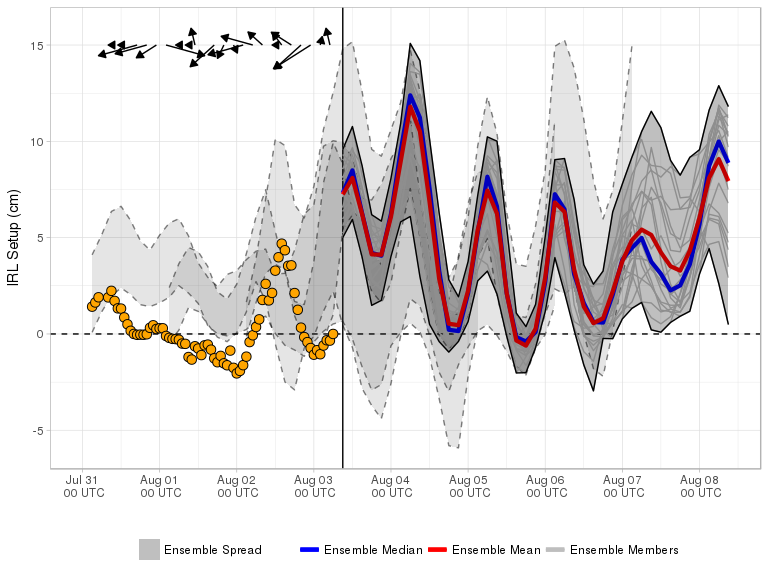 IRL Setup (cm)
15
10
5
0
-5
Jul 31 Aug 01 Aug 02 Aug 03 Aug 04 Aug 05 Aug 06 Aug 07 Aug 08
00 UTC 00 UTC 00 UTC 00 UTC 00 UTC 00 UTC 00 UTC 00 UTC 00 UTC
Ensemble Spread Ensemble Median Ensemble Mean Ensemble Members